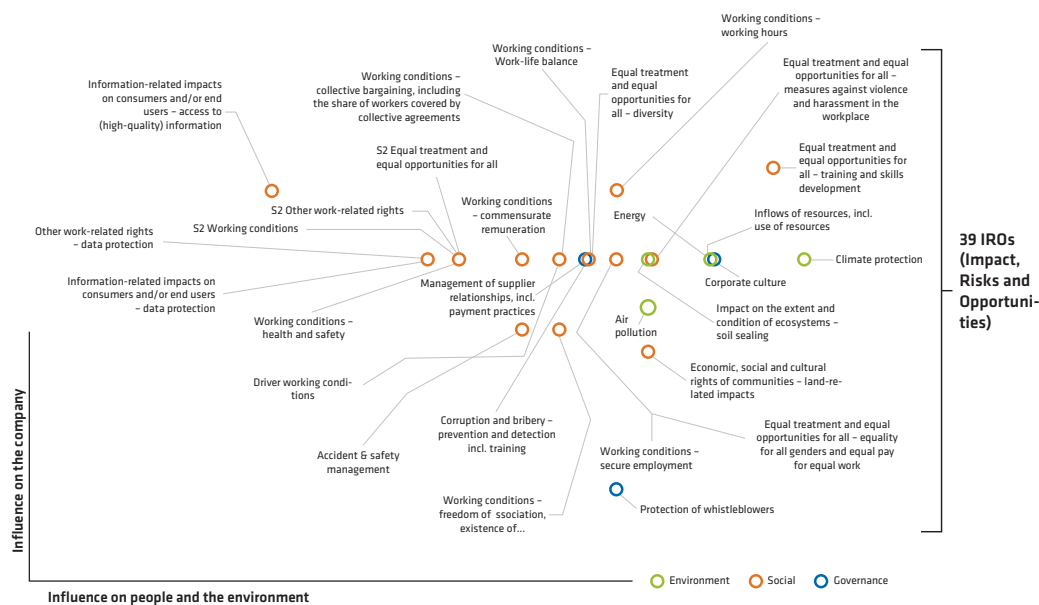 Working conditions –
working hours
Working conditions –
Work-life balance
Equal treatment and equal
opportunities for all –
measures against violence
and harassment in the
workplace
Equal treatment
and equal
opportunities for
all – diversity
Working conditions –
collective bargaining, including
the share of workers covered by
collective agreements
Information-related impacts
on consumers and/or end
users – access to
(high-quality) information
Equal treatment and
equal opportunities for
all – training and skills
development
S2 Equal treatment and
equal opportunities for all
Working conditions
– commensurate
remuneration
S2 Other work-related rights
S2 Working conditions
Other work-related rights
– data protection
Energy
Inflows of resources, incl.
use of resources
Climate protection
39 IROs
(Impact,
Risks and
Opportuni-
ties)
Information-related impacts on
consumers and/or end users
– data protection
Management of supplier
relationships, incl.
payment practices
Corporate culture
Working conditions –
health and safety
Air
pollution
Impact on the extent and
condition of ecosystems –
soil sealing
Economic, social and cultural
rights of communities – land-re-
lated impacts
Driver working condi-
tions
Accident & safety
management
Corruption and bribery –
prevention and detection
incl. training
Working conditions –
secure employment
Equal treatment and equal
opportunities for all – equality
for all genders and equal pay
for equal work
Working conditions –
freedom of ssociation,
existence of...
Protection of whistleblowers
Influence on the company
Influence on people and the environment
Environment
Social
Governance